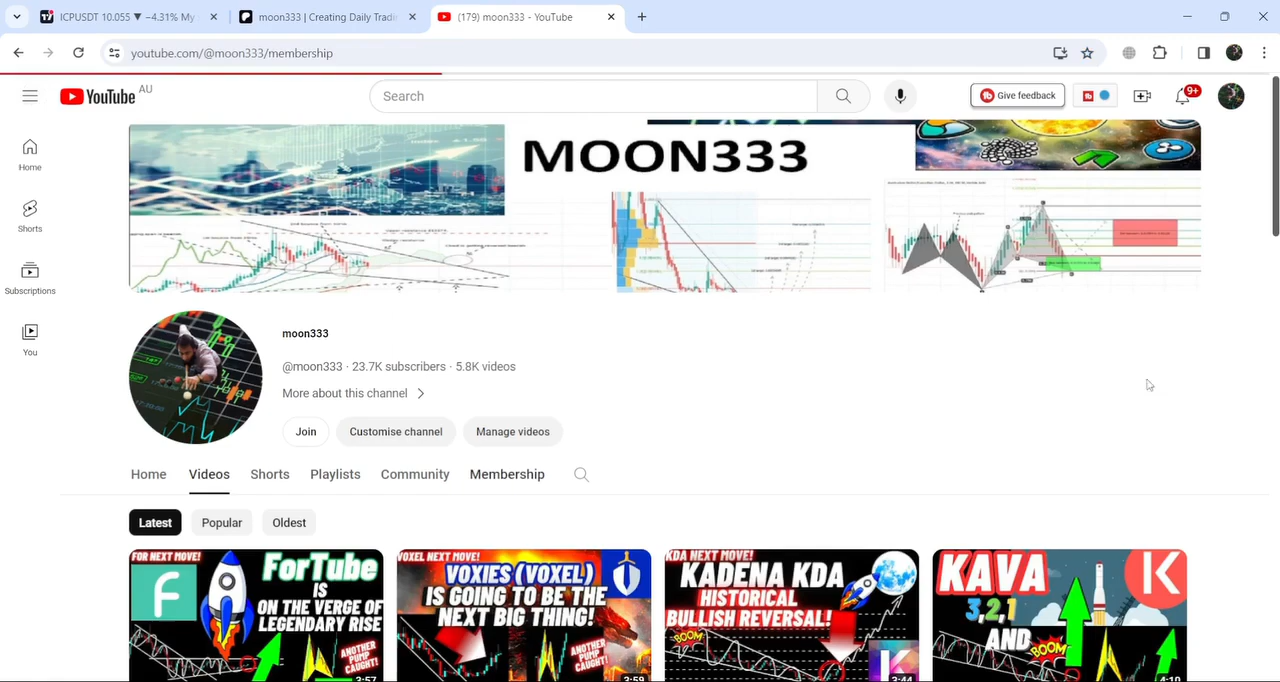 ICPUSDT 10.055 ▼ −4.31% My
moon333 | Creating Daily Tradi
(179) moon333 - YouTube
youtube.com/@moon333/membership
YouTube AU
Search
Give feedback
9+
Home
Shorts
Subscriptions
You
MOON333
moon333
@moon333 · 23.7K subscribers · 5.8K videos
More about this channel
Join
Customise channel
Manage videos
Home
Videos
Shorts
Playlists
Community
Membership
Latest
Popular
Oldest
FOR NEXT MOVE!
ForTube
IS
ON THE VERGE OF
LEGENDARY RISE
ANOTHER
PUMP
CAUGHT!
3:57
VOXEL NEXT MOVE!
VOXIES (VOXEL)
IS GOING TO BE THE
NEXT BIG THING!
ANOTHER
PUMP
CAUGHT!
3:59
KDA NEXT MOVE!
KADENA KDA
HISTORICAL
BULLISH REVERSAL!
BOOM
3:44
KAVA
3,2,1
AND
BOOM
4:10